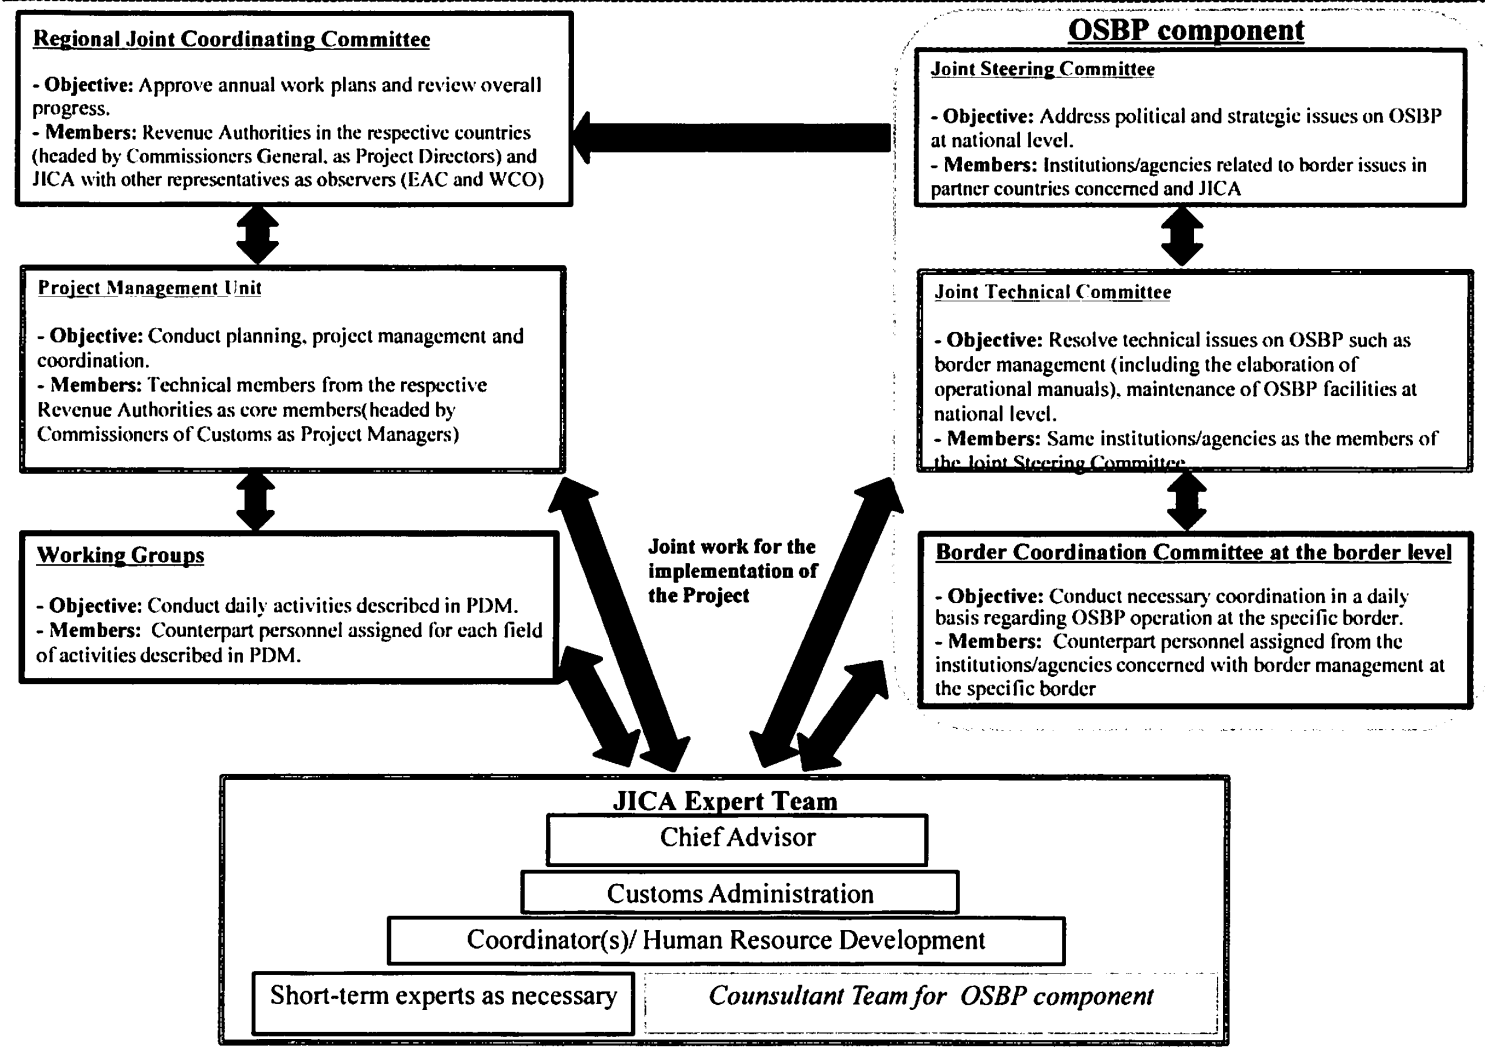 Regional Joint Coordinating Committee
- Objective: Approve annual work plans and review overall
progress.
- Members: Revenue Authorities in the respective countries
(headed by Commissioners General, as Project Directors) and
JICA with other representatives as observers (EAC and WCO)
Project Management Unit
- Objective: Conduct planning, project management and
coordination.
- Members: Technical members from the respective
Revenue Authorities as core members(headed by
Commissioners of Customs as Project Managers)
Working Groups
- Objective: Conduct daily activities described in PDM.
- Members: Counterpart personnel assigned for each field
of activities described in PDM.
OSBP component
Joint Steering Committee
- Objective: Address political and strategic issues on OSBP
at national level.
- Members: Institutions/agencies related to border issues in
partner countries concerned and JICA
Joint Technical Committee
- Objective: Resolve technical issues on OSBP such as
border management (including the elaboration of
operational manuals), maintenance of OSBP facilities at
national level.
- Members: Same institutions/agencies as the members of
the Joint Steering Committee
Border Coordination Committee at the border level
- Objective: Conduct necessary coordination in a daily
basis regarding OSBP operation at the specific border.
- Members: Counterpart personnel assigned from the
institutions/agencies concerned with border management at
the specific border
Joint work for the
implementation of
the Project
JICA Expert Team
Chief Advisor
Customs Administration
Coordinator(s)/ Human Resource Development
Short-term experts as necessary
Counsultant Team for OSBP component